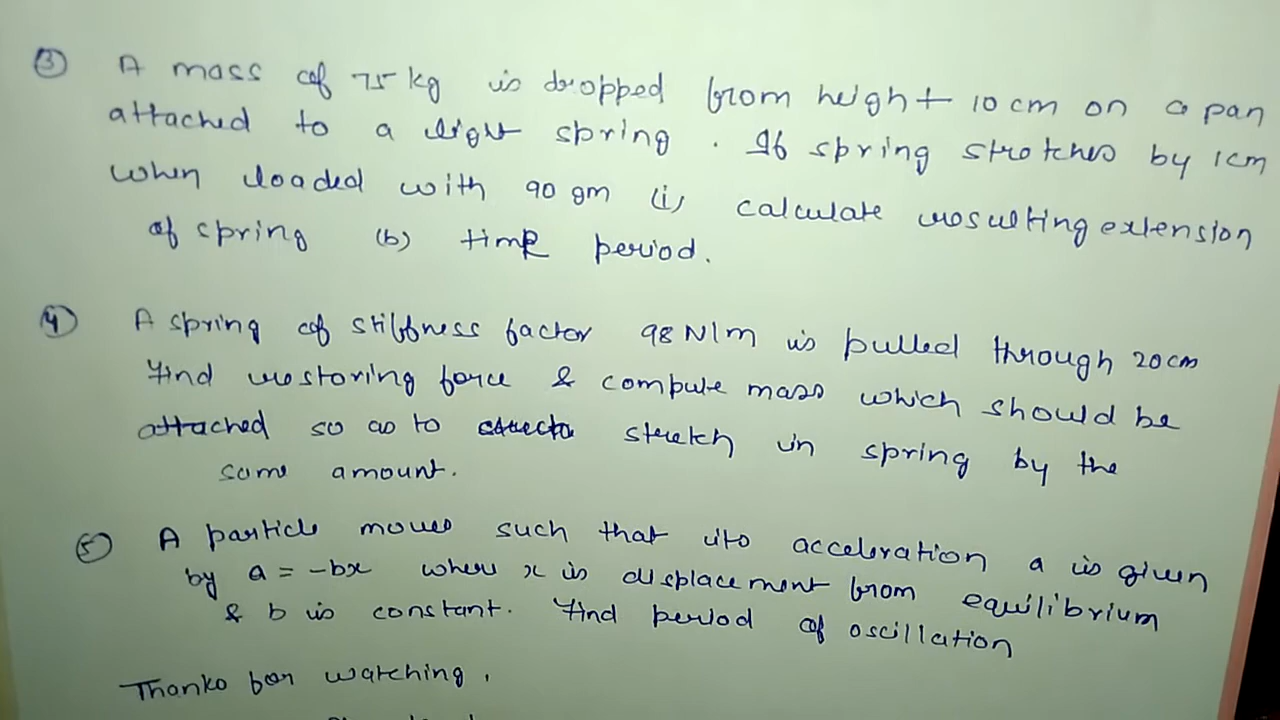 ③ A mass of 75 kg is dropped from height 10 cm on a pan
attached to a light spring. If spring stretches by 1cm
when loaded with 90 gm (i) calculate resulting extension
of spring (b) time period.
④ A spring of stiffness factor 98 N/m is pulled through 20 cm
Find restoring force & compute mass which should be
attached so as to stretch in spring by the
same amount.
⑤ A particle moves such that its acceleration a is given
by a = -bx where x is displacement from equilibrium
& b is constant. Find period of oscillation
Thanks for watching.